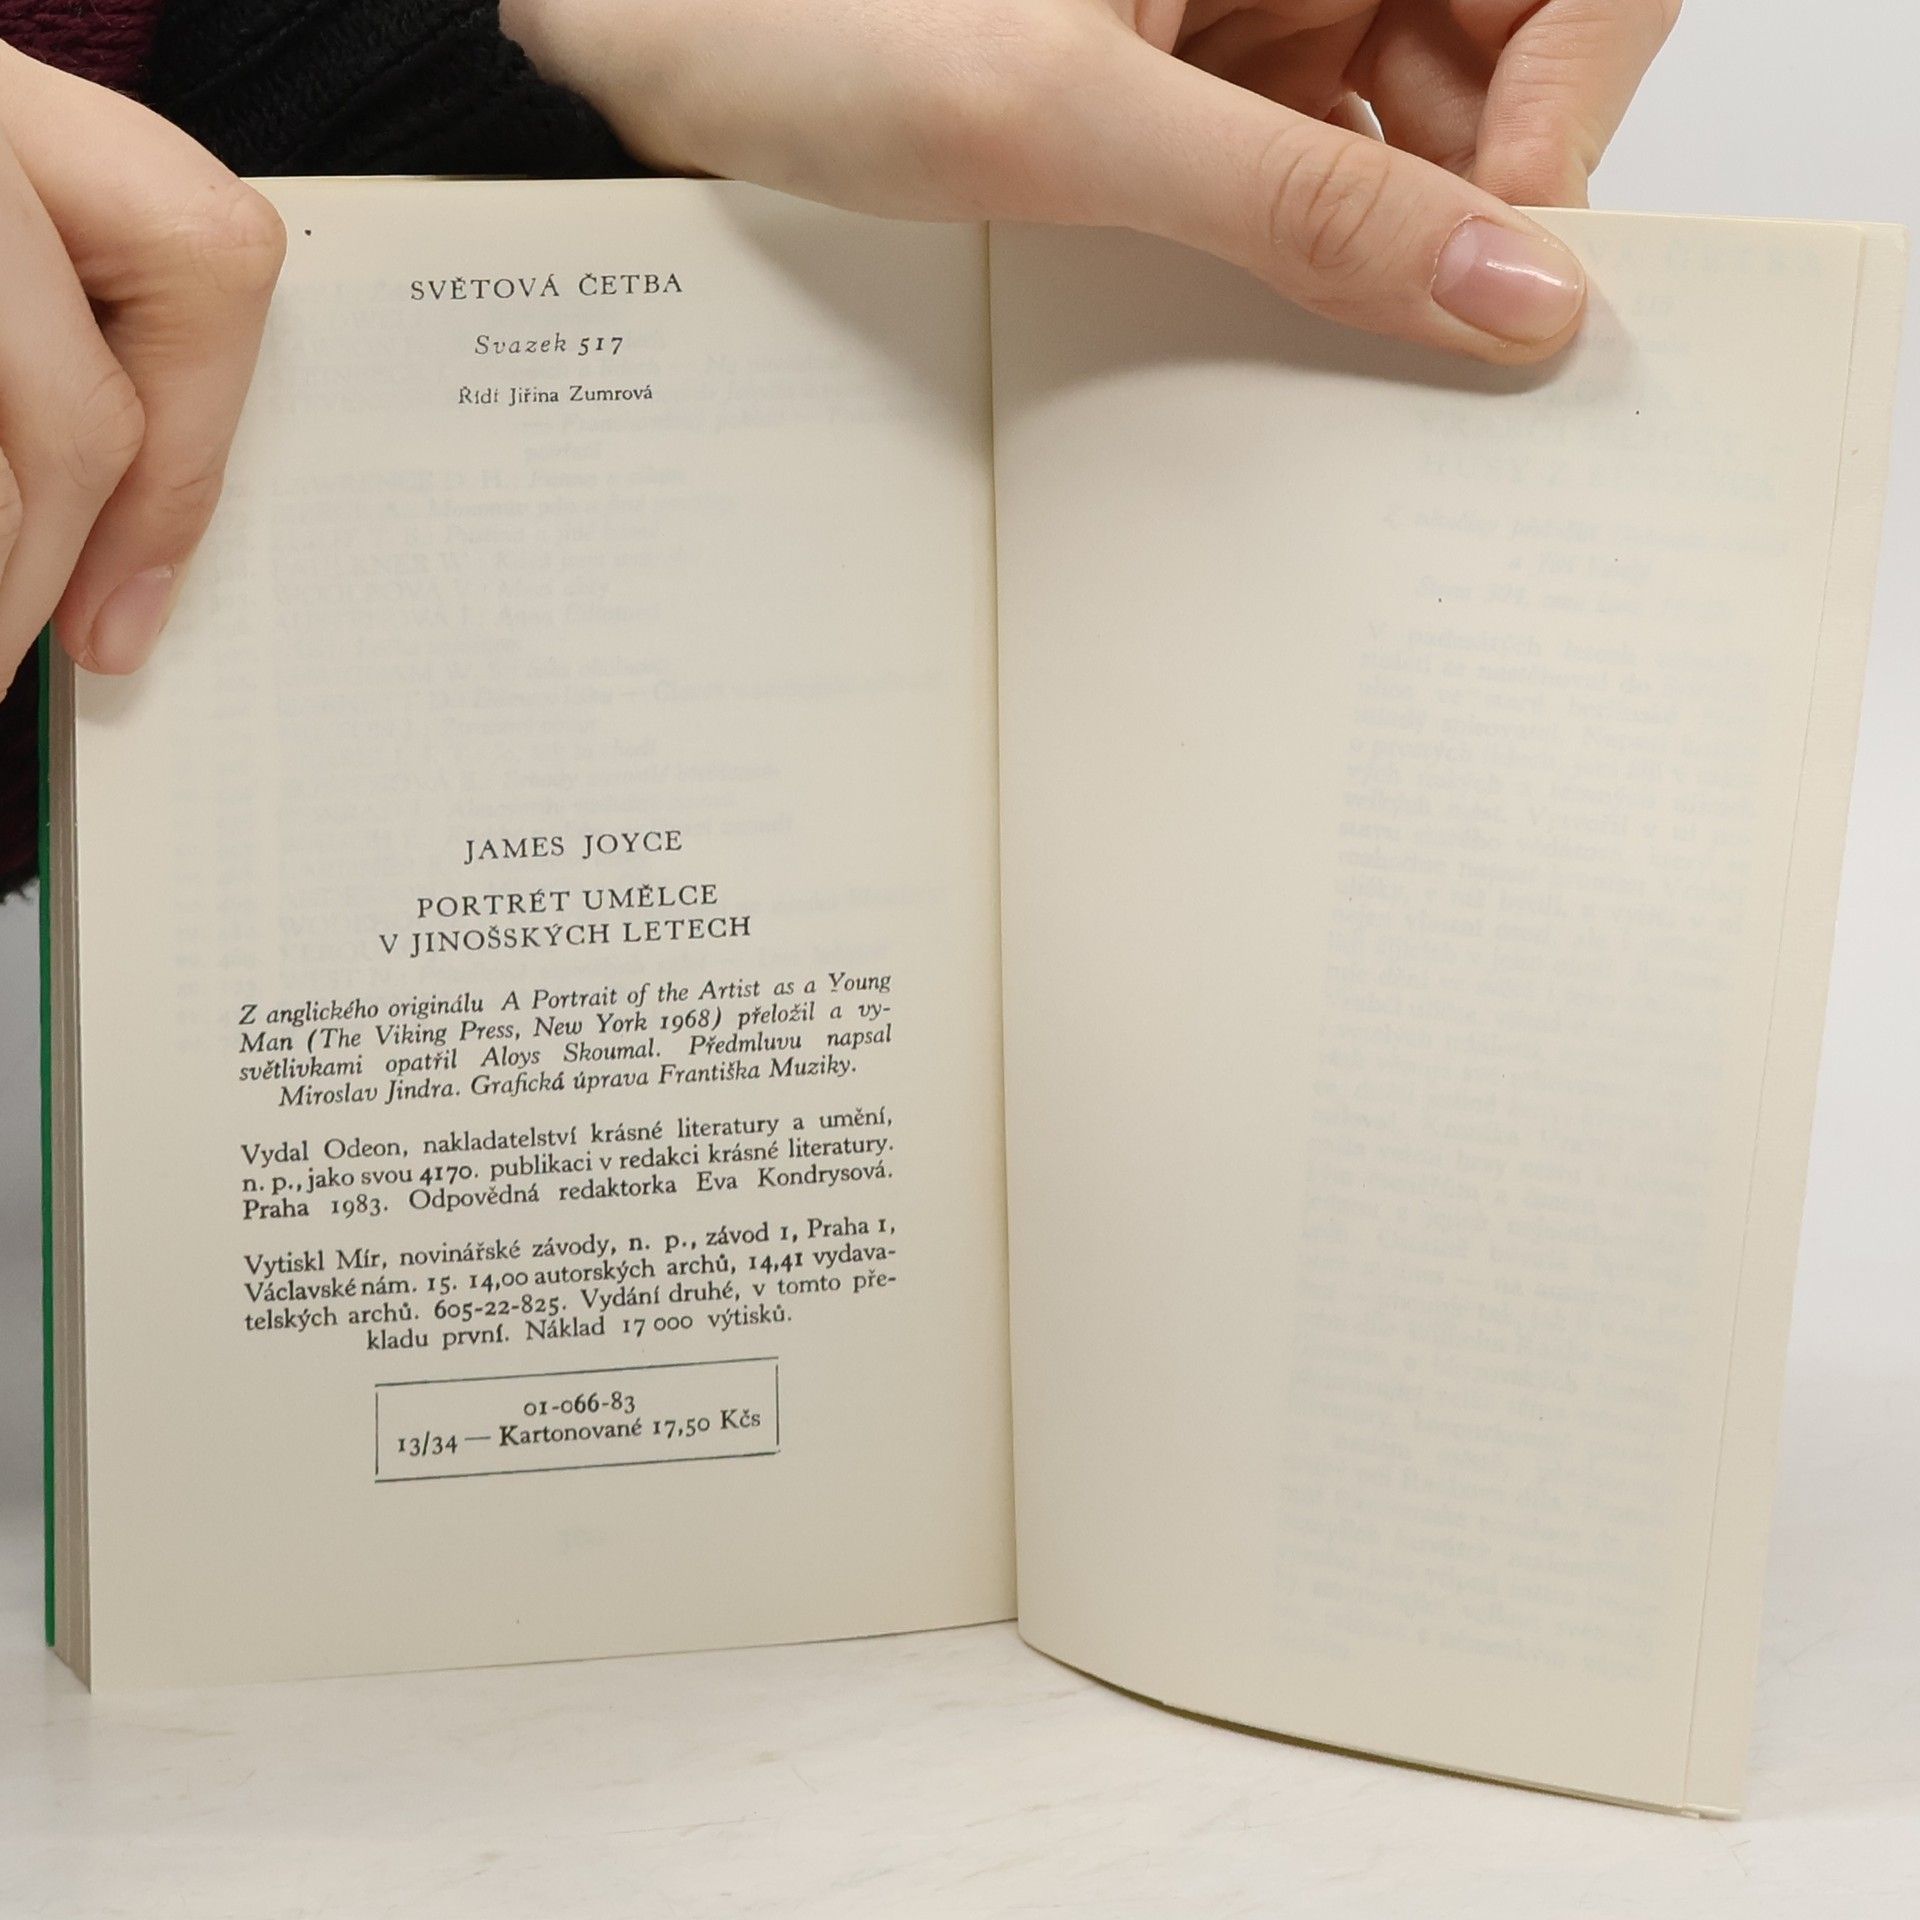 SVĚTOVÁ ČETBA
Svazek 517
Řídí Jiřina Zumrová
JAMES JOYCE
PORTRÉT UMĚLCE
V JINOŠSKÝCH LETECH
Z anglického originálu A Portrait of the Artist as a Young
Man (The Viking Press, New York 1968) přeložil a vy-
světlivkami opatřil Aloys Skoumal. Předmluvu napsal
Miroslav Jindra. Grafická úprava Františka Muziky.
Vydal Odeon, nakladatelství krásné literatury a umění,
n. p., jako svou 4170. publikaci v redakci krásné literatury.
Praha 1983. Odpovědná redaktorka Eva Kondrysová.
Vytiskl Mír, novinářské závody, n. p., závod 1, Praha 1,
Václavské nám. 15. 14,00 autorských archů, 14,41 vydava-
telských archů. 605-22-825. Vydání druhé, v tomto pře-
kladu první. Náklad 17 000 výtisků.
01-066-83
13/34 — Kartonované 17,50 Kčs